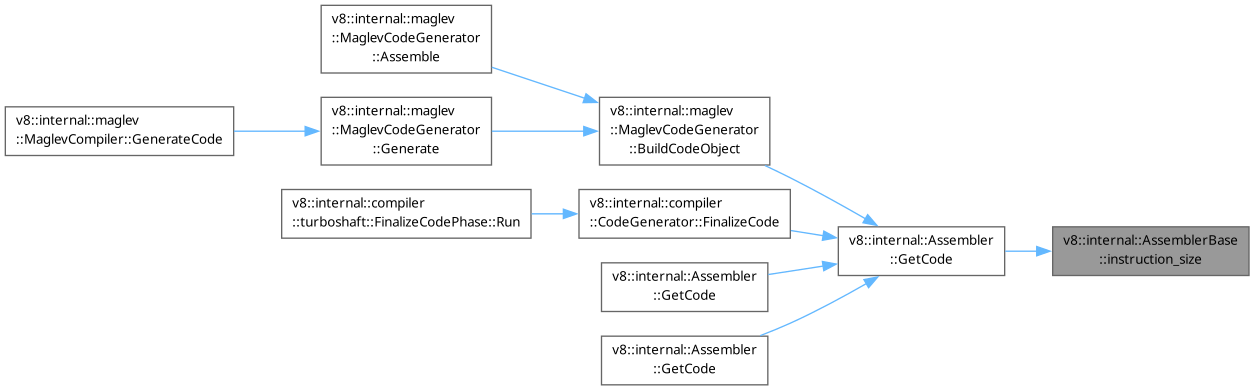 v8::internal::maglev
::MaglevCodeGenerator
::Assemble
v8::internal::maglev
::MaglevCompiler::GenerateCode
v8::internal::maglev
::MaglevCodeGenerator
::Generate
v8::internal::maglev
::MaglevCodeGenerator
::BuildCodeObject
v8::internal::compiler
::turboshaft::FinalizeCodePhase::Run
v8::internal::compiler
::CodeGenerator::FinalizeCode
v8::internal::Assembler
::GetCode
v8::internal::AssemblerBase
::instruction_size
v8::internal::Assembler
::GetCode
v8::internal::Assembler
::GetCode